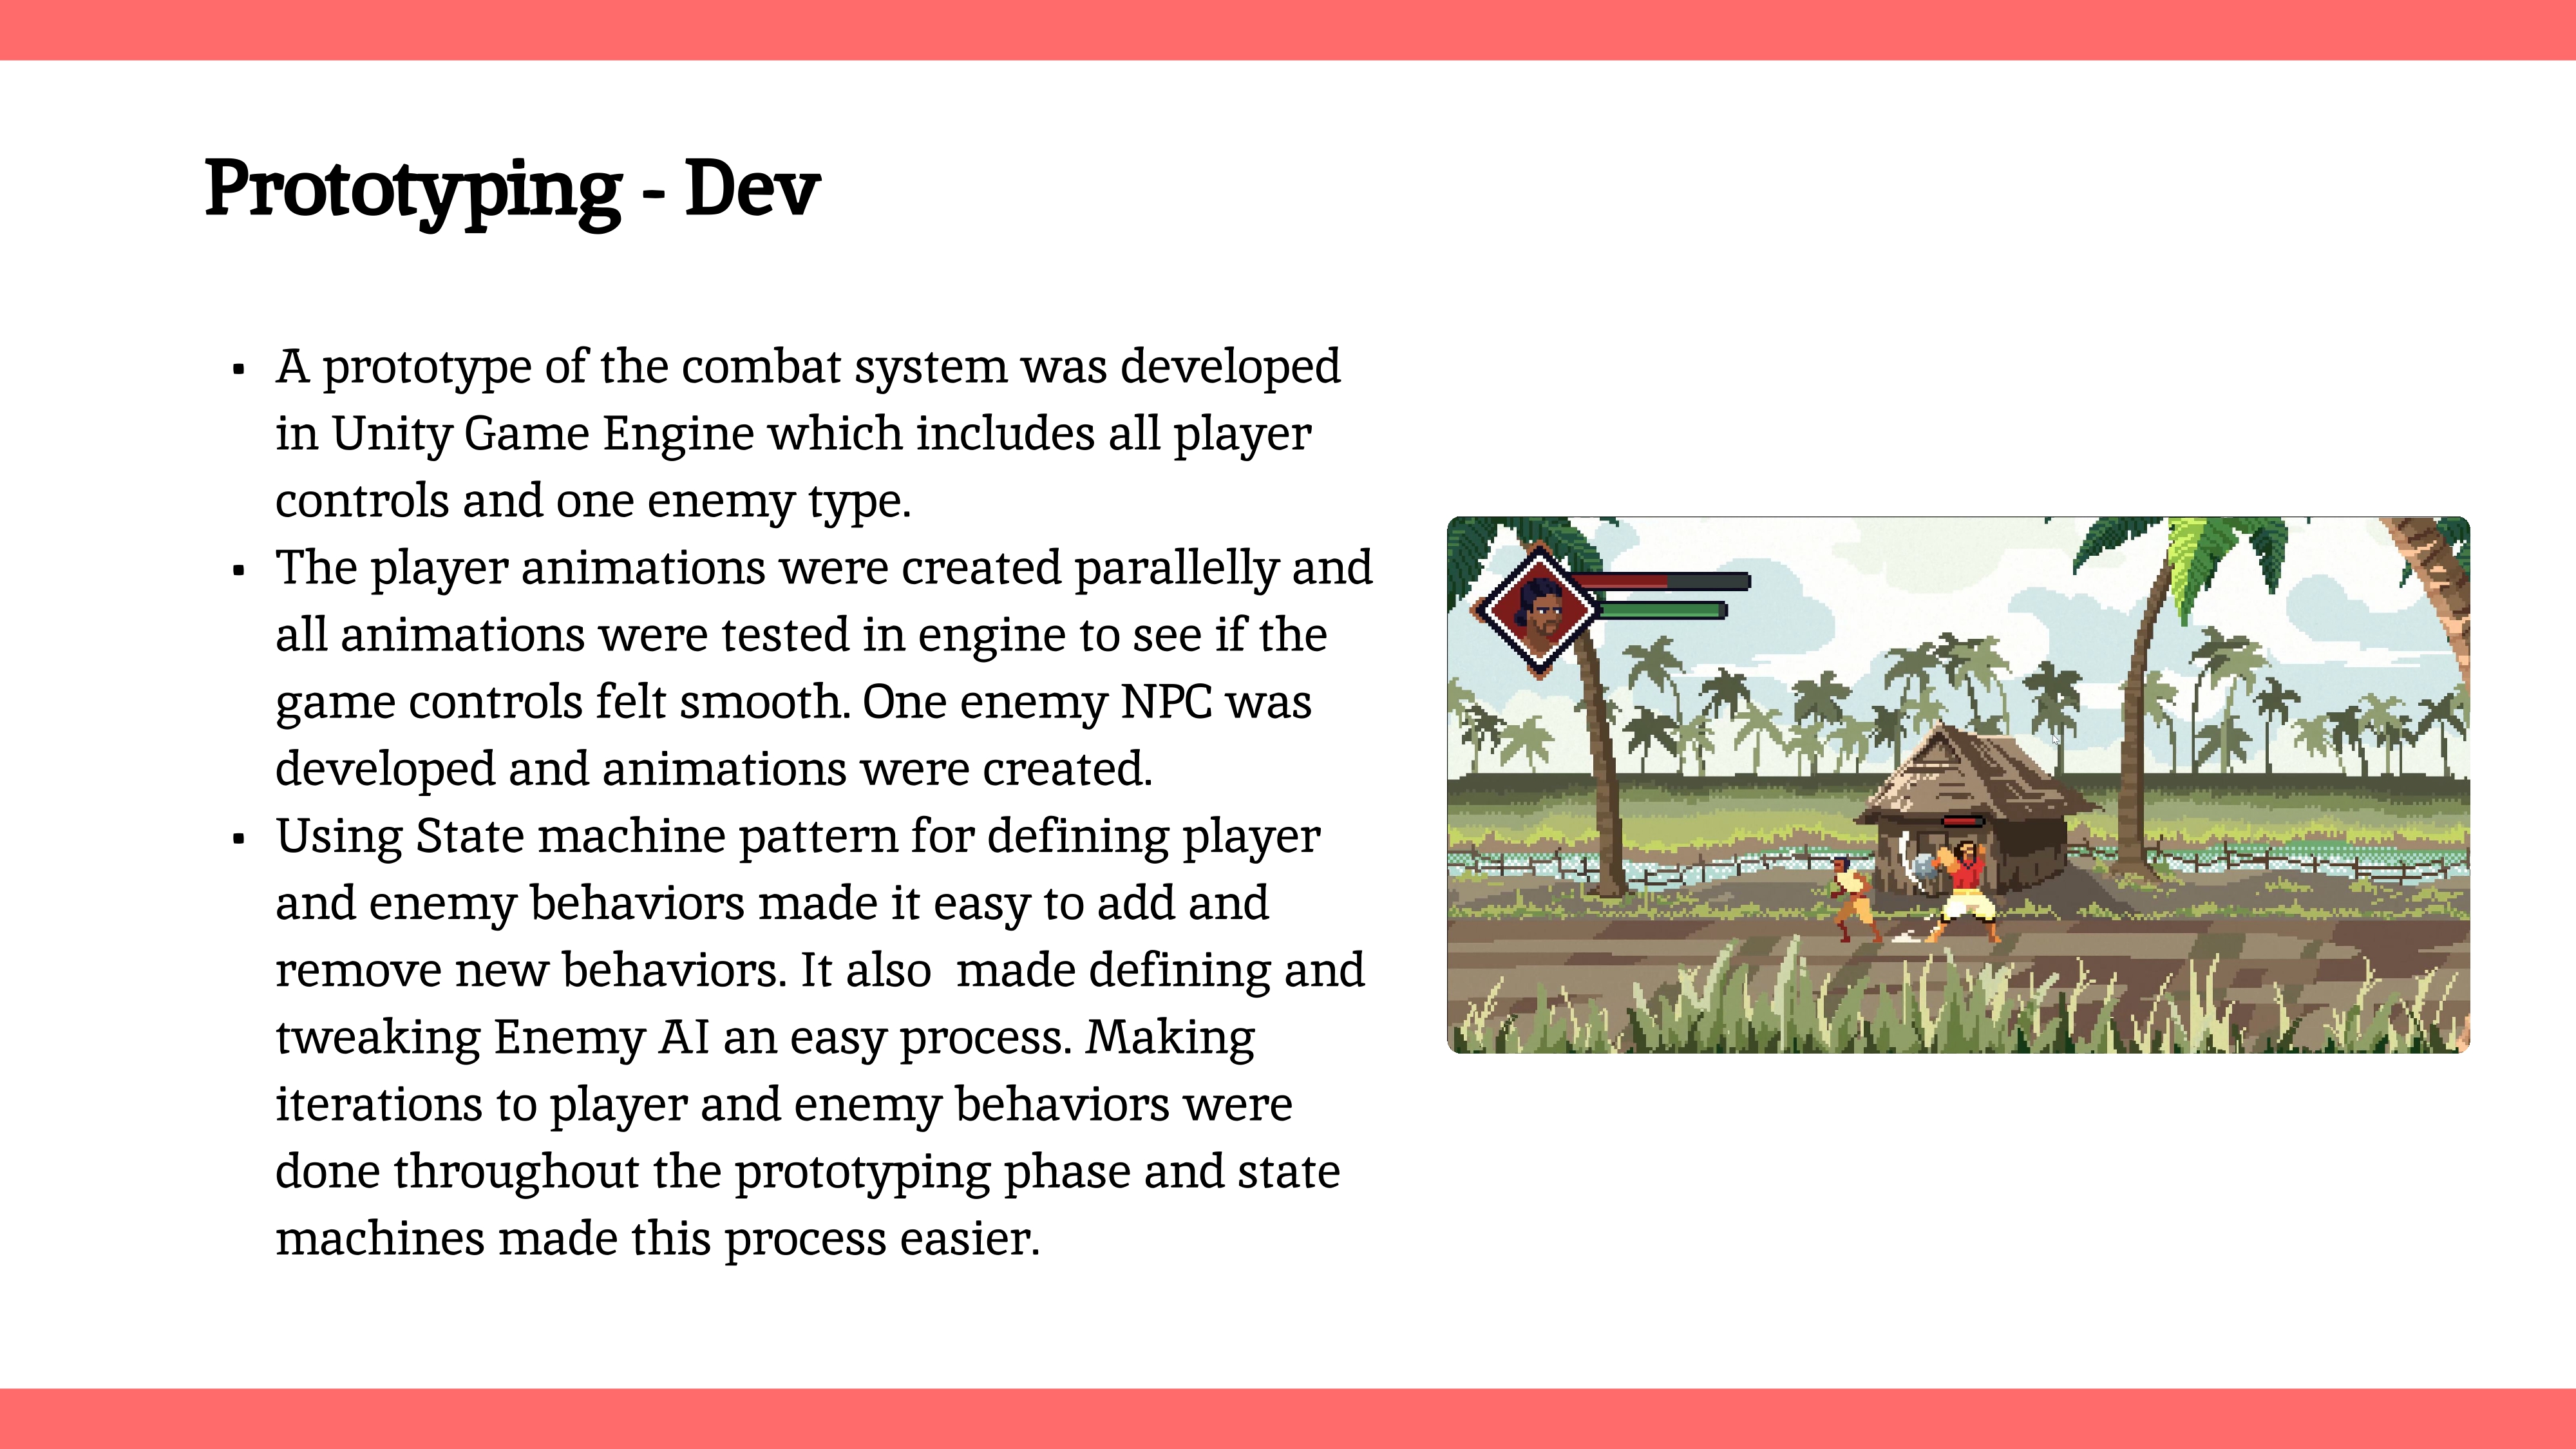 Prototyping - Dev
▪ A prototype of the combat system was developed
in Unity Game Engine which includes all player
controls and one enemy type.
▪ The player animations were created parallelly and
all animations were tested in engine to see if the
game controls felt smooth. One enemy NPC was
developed and animations were created.
▪ Using State machine pattern for defining player
and enemy behaviors made it easy to add and
remove new behaviors. It also  made defining and
tweaking Enemy AI an easy process. Making
iterations to player and enemy behaviors were
done throughout the prototyping phase and state
machines made this process easier.